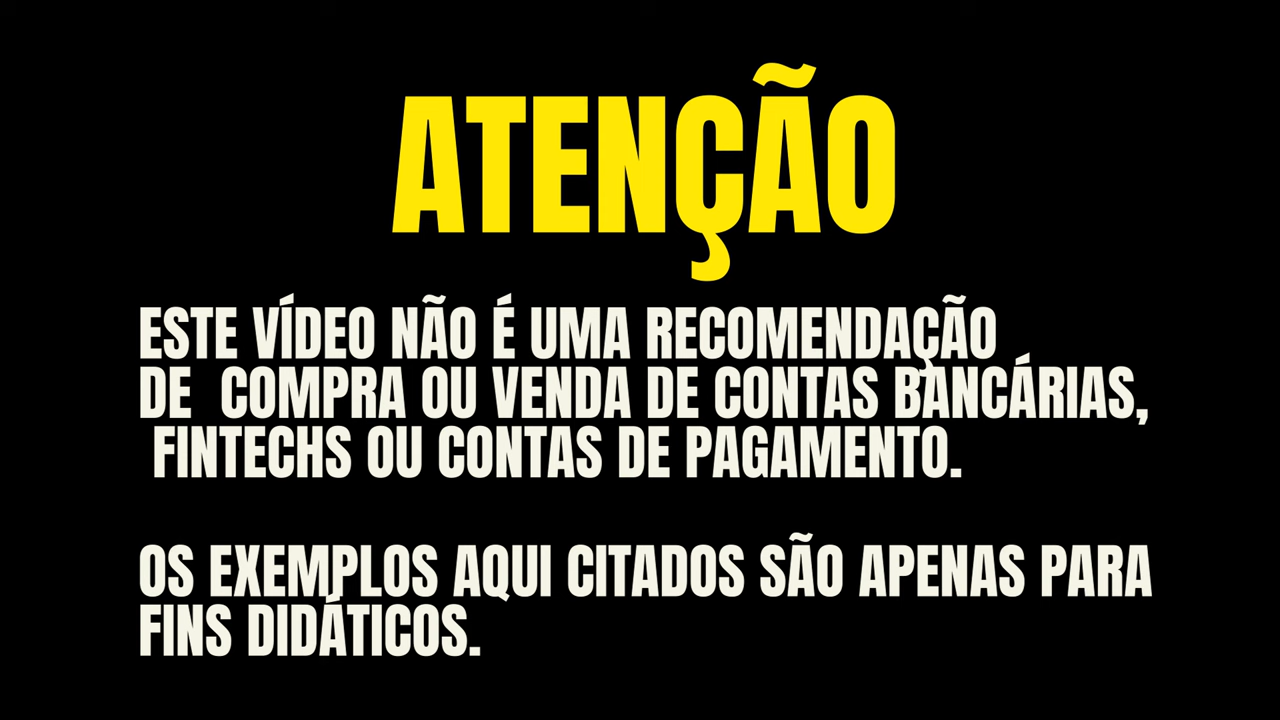 ATENÇÃO
ESTE VÍDEO NÃO É UMA RECOMENDAÇÃO
DE COMPRA OU VENDA DE CONTAS BANCÁRIAS,
FINTECHS OU CONTAS DE PAGAMENTO.
OS EXEMPLOS AQUI CITADOS SÃO APENAS PARA
FINS DIDÁTICOS.